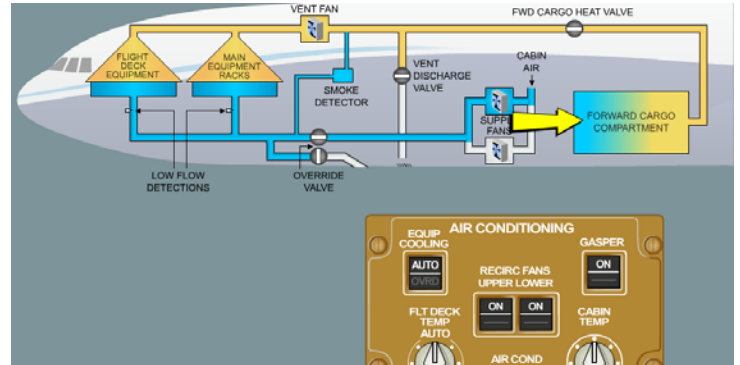 VENT FAN
FWD CARGO HEAT VALVE
FLIGHT
DECK
EQUIPMENT
MAIN
EQUIPMENT
RACKS
SMOKE
DETECTOR
VENT
DISCHARGE
VALVE
CABIN
AIR
FANS
FORWARD CARGO
COMPARTMENT
LOW FLOW
DETECTIONS
OVERRIDE
VALVE
AIR CONDITIONING
EQUIP
COOLING
AUTO
OVRD
RECIRC FANS
UPPER LOWER
ON
ON
GASPER
ON
FLT DECK
TEMP
AUTO
CABIN
TEMP
AIR COND